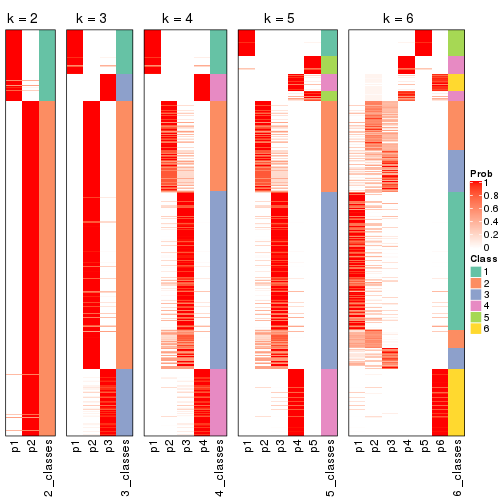 k = 2
k = 3
k = 4
k = 5
k = 6
Prob
1
0.8
0.6
0.4
0.2
0
Class
1
2
3
4
5
6
p1
p2
2_classes
p1
p2
p3
3_classes
p1
p2
p3
p4
4_classes
p1
p2
p3
p4
p5
5_classes
p1
p2
p3
p4
p5
p6
6_classes